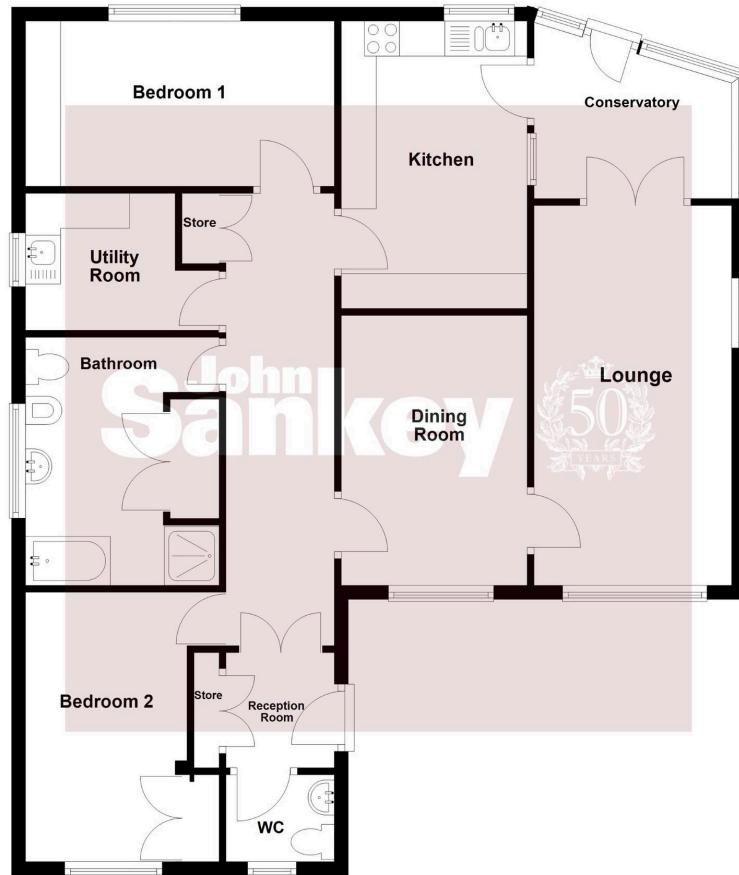 Bedroom 1
Kitchen
Conservatory
Store
Utility
Room
Bathroom
John
Sankey
50
YEARS
Lounge
Dining
Room
Bedroom 2
Store
Reception
Room
WC